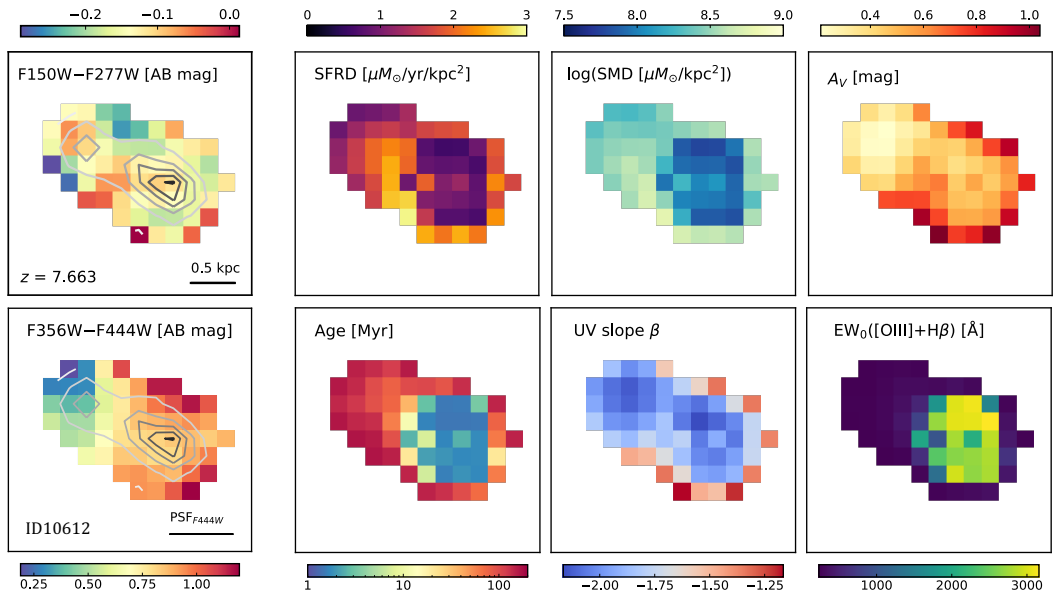 −0.2 −0.1 0.0
0 1 2 3
7.5 8.0 8.5 9.0
0.4 0.6 0.8 1.0
F150W−F277W [AB mag]
SFRD [μM⊙/yr/kpc²]
log(SMD [μM⊙/kpc²])
A_V [mag]
z = 7.663
0.5 kpc
F356W−F444W [AB mag]
Age [Myr]
UV slope β
EW₀([OIII]+Hβ) [Å]
ID10612
PSF_F444W
0.25 0.50 0.75 1.00
1 10 100
−2.00 −1.75 −1.50 −1.25
1000 2000 3000